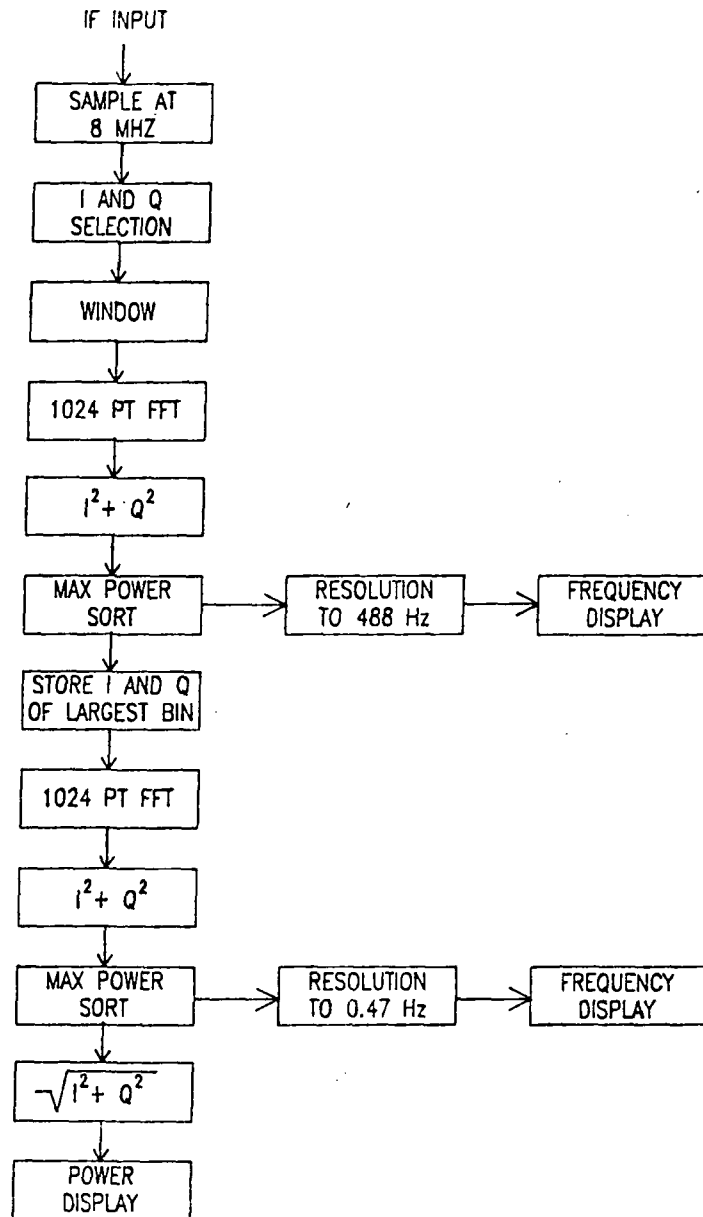 IF INPUT
SAMPLE AT
8 MHZ
I AND Q
SELECTION
WINDOW
1024 PT FFT
I² + Q²
MAX POWER
SORT
RESOLUTION
TO 488 Hz
FREQUENCY
DISPLAY
STORE I AND Q
OF LARGEST BIN
1024 PT FFT
I² + Q²
MAX POWER
SORT
RESOLUTION
TO 0.47 Hz
FREQUENCY
DISPLAY
√I² + Q²
POWER
DISPLAY